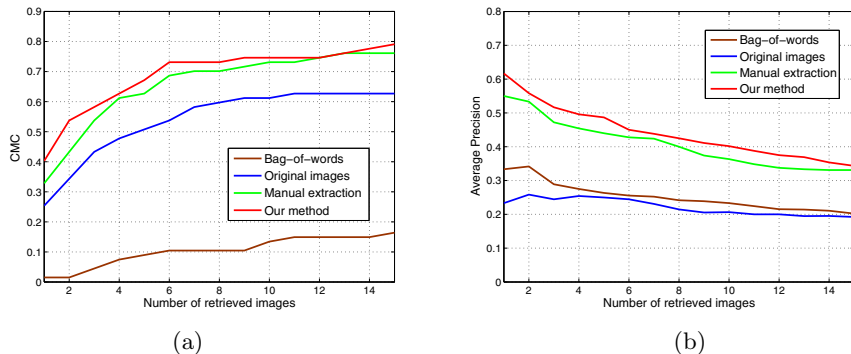 0.9
0.8
0.7
0.6
0.5
0.4
0.3
0.2
0.1
0
CMC
2 4 6 8 10 12 14
Number of retrieved images
Bag-of-words
Original images
Manual extraction
Our method
(a)
0.8
0.7
0.6
0.5
0.4
0.3
0.2
0.1
0
Average Precision
2 4 6 8 10 12 14
Number of retrieved images
Bag-of-words
Original images
Manual extraction
Our method
(b)